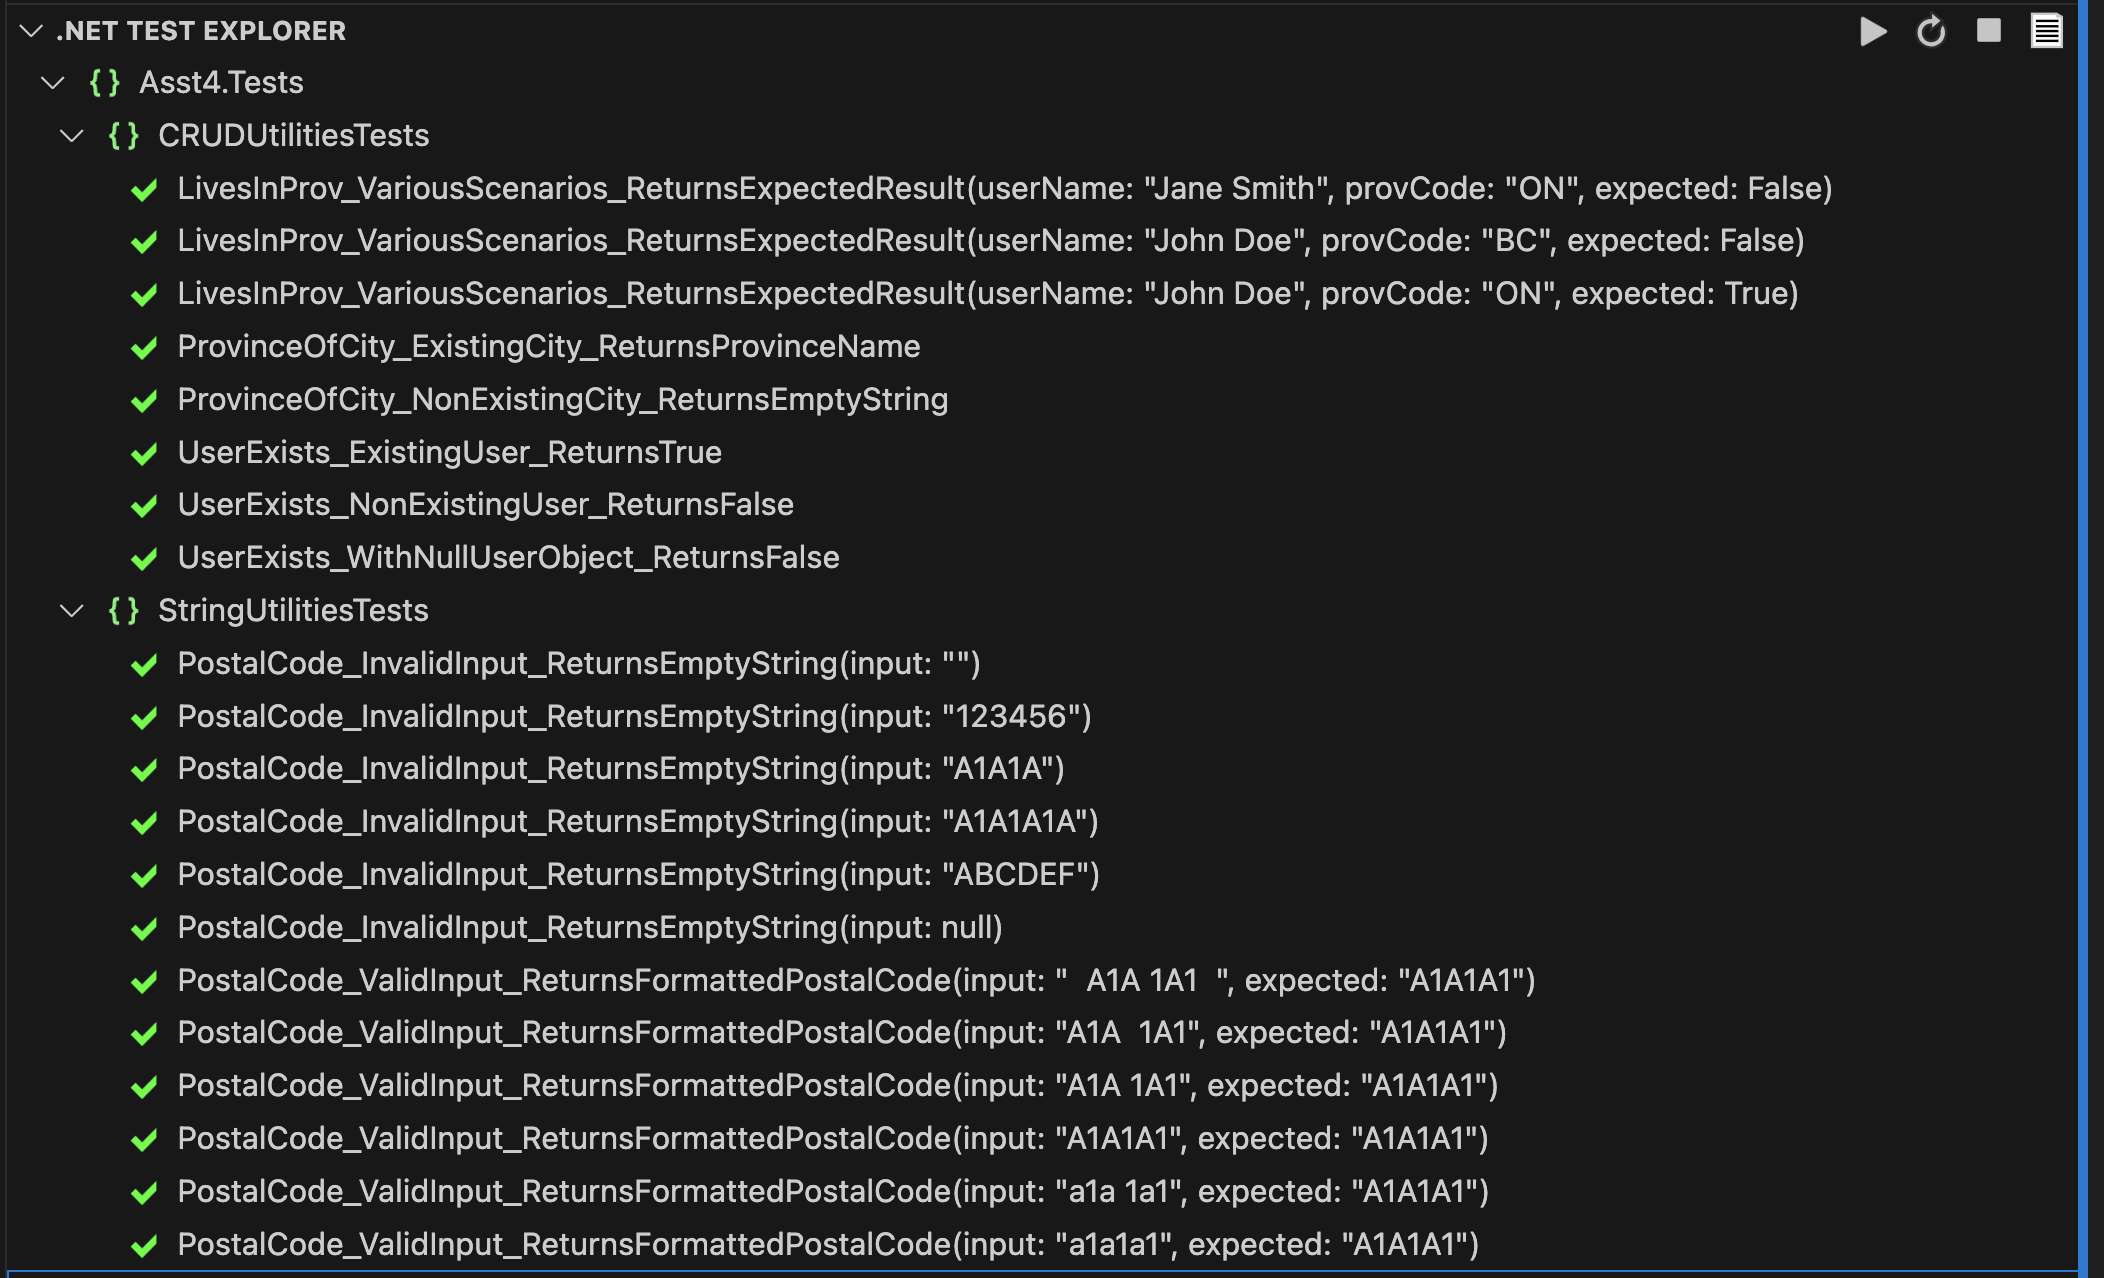 .NET TEST EXPLORER
{} Asst4.Tests
{} CRUDUtilitiesTests
LivesInProv_VariousScenarios_ReturnsExpectedResult(userName: "Jane Smith", provCode: "ON", expected: False)
LivesInProv_VariousScenarios_ReturnsExpectedResult(userName: "John Doe", provCode: "BC", expected: False)
LivesInProv_VariousScenarios_ReturnsExpectedResult(userName: "John Doe", provCode: "ON", expected: True)
ProvinceOfCity_ExistingCity_ReturnsProvinceName
ProvinceOfCity_NonExistingCity_ReturnsEmptyString
UserExists_ExistingUser_ReturnsTrue
UserExists_NonExistingUser_ReturnsFalse
UserExists_WithNullUserObject_ReturnsFalse
{} StringUtilitiesTests
PostalCode_InvalidInput_ReturnsEmptyString(input: "")
PostalCode_InvalidInput_ReturnsEmptyString(input: "123456")
PostalCode_InvalidInput_ReturnsEmptyString(input: "A1A1A")
PostalCode_InvalidInput_ReturnsEmptyString(input: "A1A1A1A")
PostalCode_InvalidInput_ReturnsEmptyString(input: "ABCDEF")
PostalCode_InvalidInput_ReturnsEmptyString(input: null)
PostalCode_ValidInput_ReturnsFormattedPostalCode(input: "  A1A 1A1  ", expected: "A1A1A1")
PostalCode_ValidInput_ReturnsFormattedPostalCode(input: "A1A  1A1", expected: "A1A1A1")
PostalCode_ValidInput_ReturnsFormattedPostalCode(input: "A1A 1A1", expected: "A1A1A1")
PostalCode_ValidInput_ReturnsFormattedPostalCode(input: "A1A1A1", expected: "A1A1A1")
PostalCode_ValidInput_ReturnsFormattedPostalCode(input: "a1a 1a1", expected: "A1A1A1")
PostalCode_ValidInput_ReturnsFormattedPostalCode(input: "a1a1a1", expected: "A1A1A1")